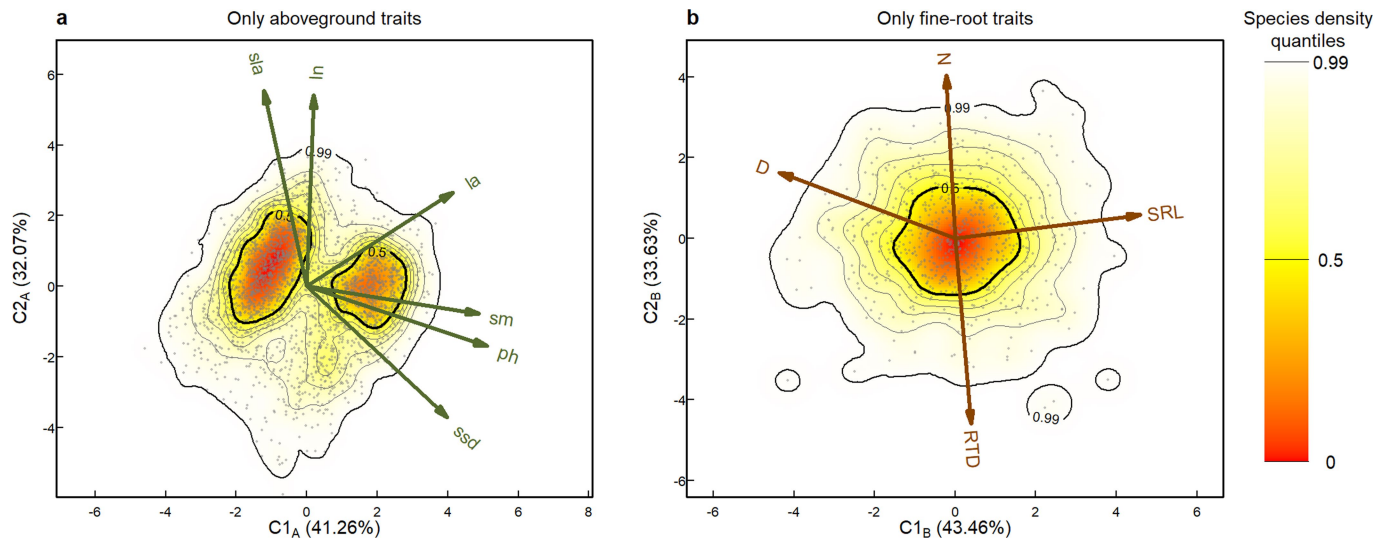 a
Only aboveground traits
sla
ln
la
sm
ph
ssd
0.99
0.5
0.5
6
4
2
0
-2
-4
C2A (32.07%)
-6
-4
-2
0
2
4
6
8
C1A (41.26%)
b
Only fine-root traits
N
D
SRL
RTD
0.99
0.5
0.99
4
2
0
-2
-4
-6
C2B (33.63%)
-6
-4
-2
0
2
4
6
C1B (43.46%)
Species density
quantiles
0.99
0.5
0